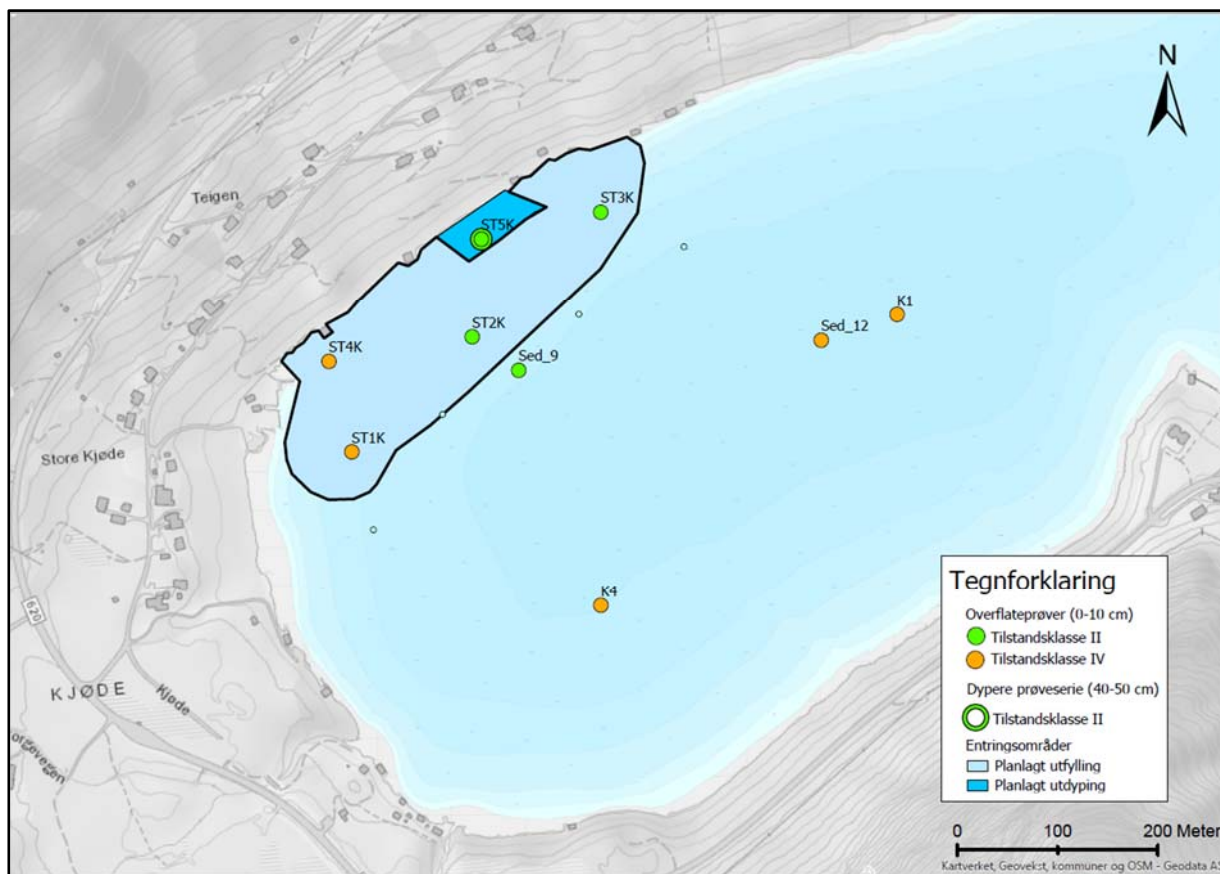 N
Teigen
ST3K
ST5K
K1
ST2K
Sed_12
ST4K
Sed_9
ST1K
Store Kjøde
K4
620
KJØDE
Kjøde
Tegnforklaring
Overflateprøver (0-10 cm)
Tilstandsklasse II
Tilstandsklasse IV
Dypere prøveserie (40-50 cm)
Tilstandsklasse II
Entringsområder
Planlagt utfylling
Planlagt utdyping
0 100 200 Meter
Kartverket, Geovekst, kommuner og OSM - Geodata AS